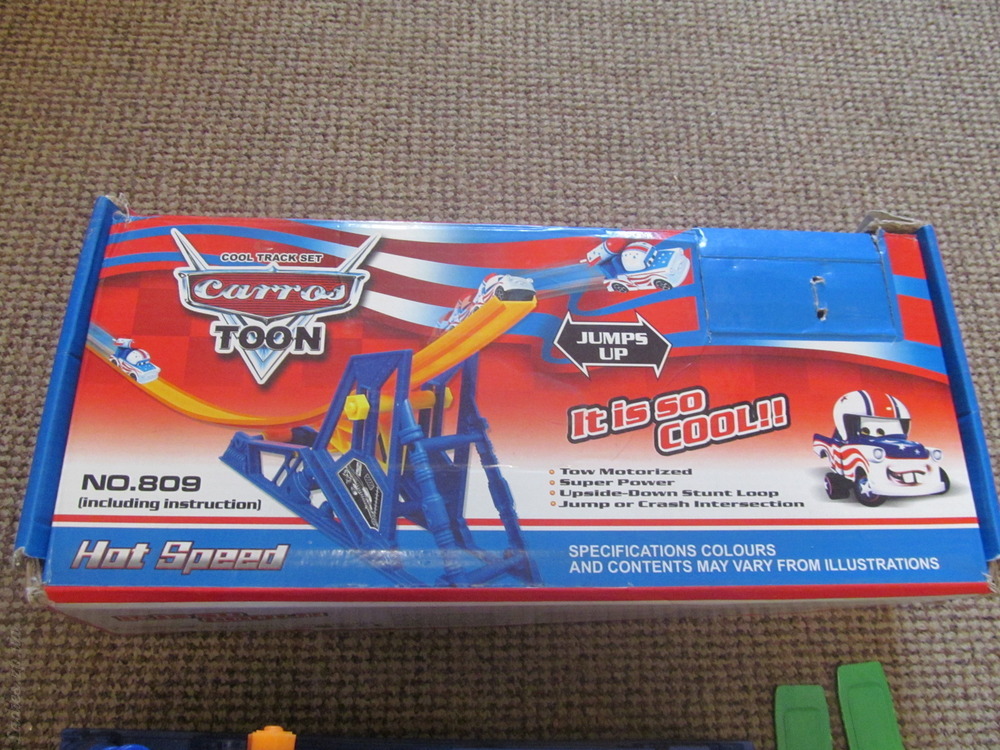 COOL TRACK SET
Carros
TOON
JUMPS
UP
It is so
COOL!!
NO.809
(including instruction)
Tow Motorized
Super Power
Upside-Down Stunt Loop
Jump or Crash Intersection
Hot Speed
SPECIFICATIONS COLOURS
AND CONTENTS MAY VARY FROM ILLUSTRATIONS